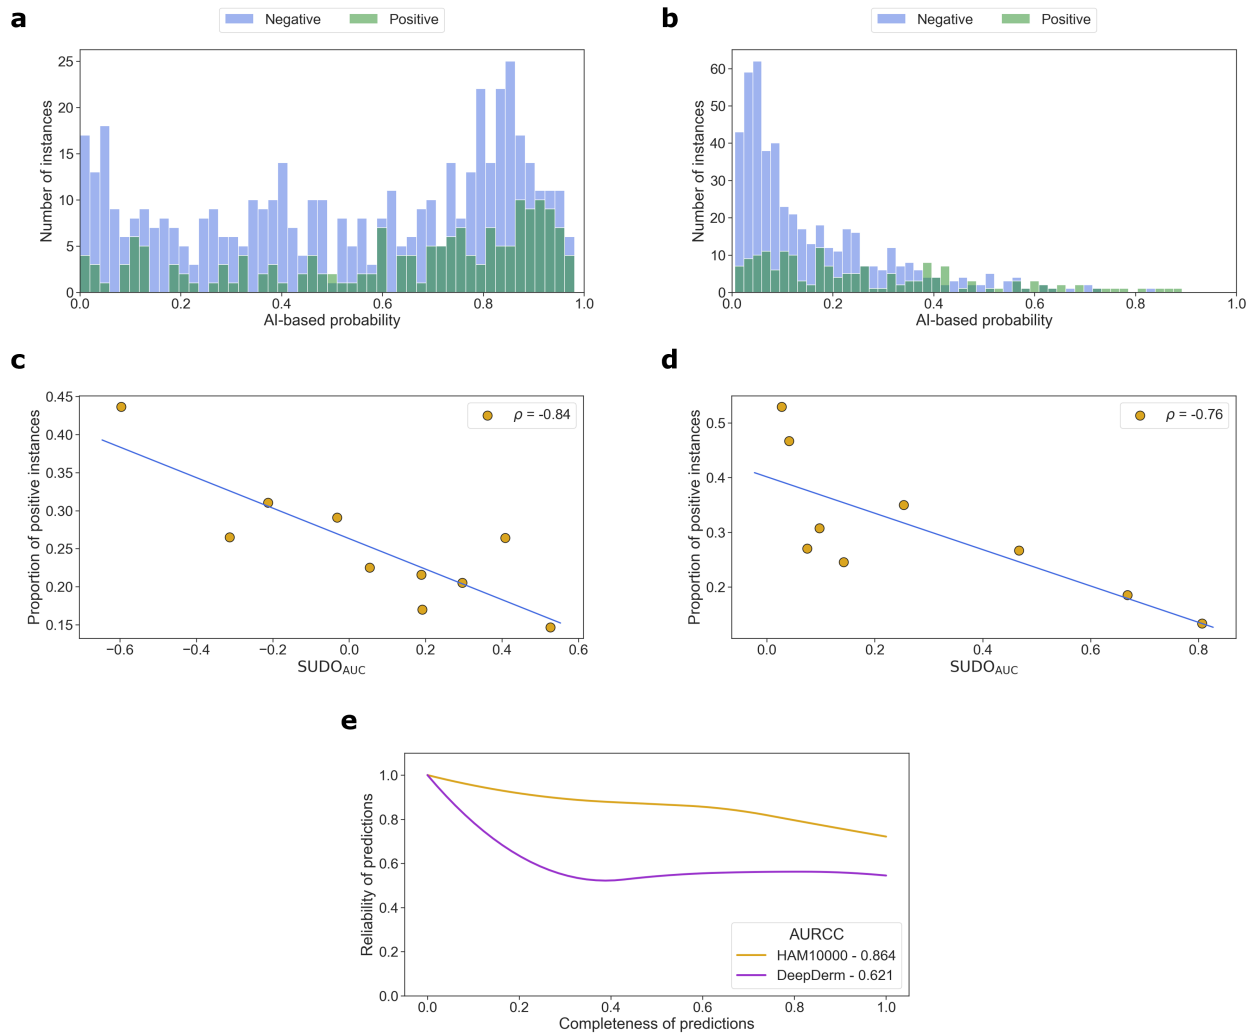 a
Negative Positive
25
20
15
10
5
0
Number of instances
0.0 0.2 0.4 0.6 0.8 1.0
AI-based probability
b
Negative Positive
60
50
40
30
20
10
0
Number of instances
0.0 0.2 0.4 0.6 0.8 1.0
AI-based probability
c
ρ = -0.84
0.45
0.40
0.35
0.30
0.25
0.20
0.15
Proportion of positive instances
−0.6 −0.4 −0.2 0.0 0.2 0.4 0.6
SUDOAUC
d
ρ = -0.76
0.5
0.4
0.3
0.2
Proportion of positive instances
0.0 0.2 0.4 0.6 0.8
SUDOAUC
e
1.0
0.8
0.6
0.4
0.2
0.0
Reliability of predictions
AURCC
HAM10000 - 0.864
DeepDerm - 0.621
0.0 0.2 0.4 0.6 0.8 1.0
Completeness of predictions